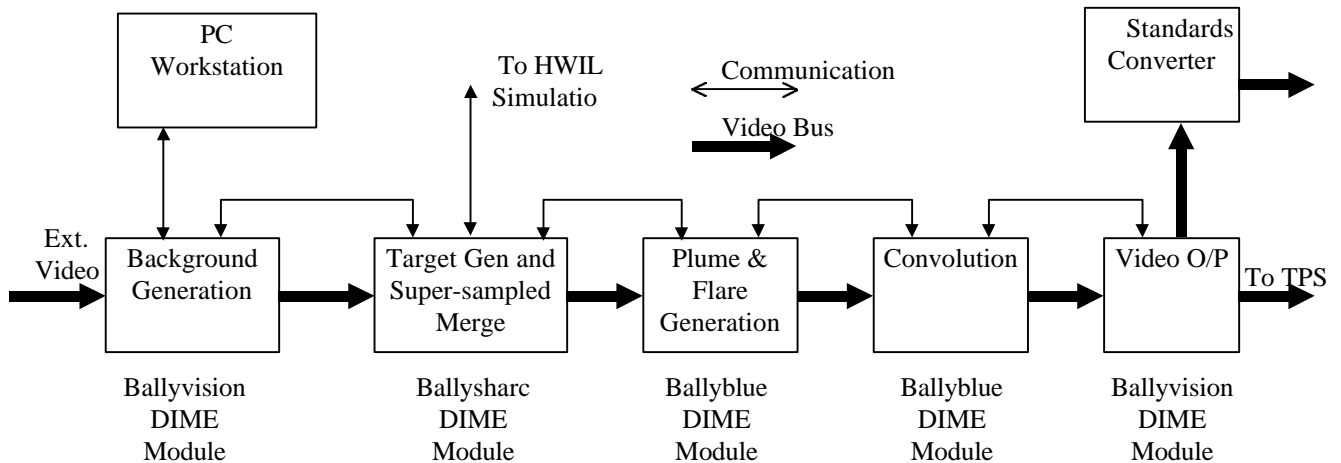 PC
Workstation
To HWIL
Simulatio
Communication
Video Bus
Standards
Converter
Ext.
Video
Background
Generation
Target Gen and
Super-sampled
Merge
Plume &
Flare
Generation
Convolution
Video O/P
To TPS
Ballyvision
DIME
Module
Ballysharc
DIME
Module
Ballyblue
DIME
Module
Ballyblue
DIME
Module
Ballyvision
DIME
Module